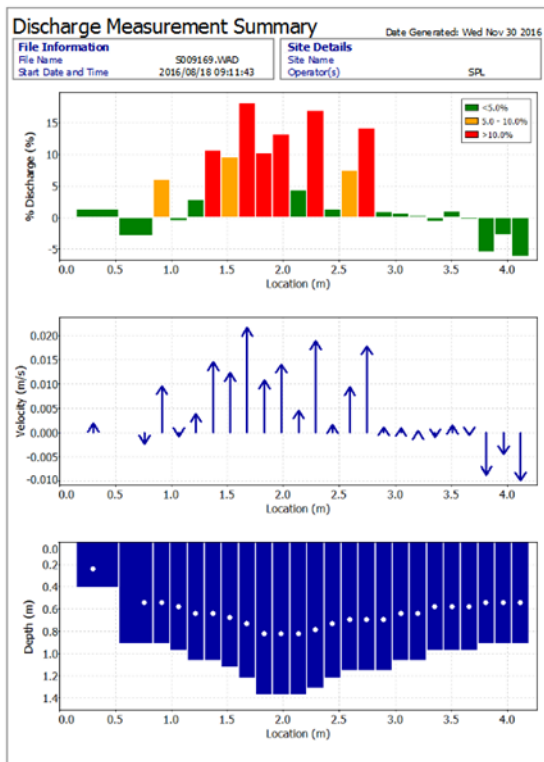 Discharge Measurement Summary
Date Generated: Wed Nov 30 2016
File Information
File Name S009169.WAD
Start Date and Time 2016/08/18 09:11:43
Site Details
Site Name
Operator(s) SPL
<5.0%
5.0 - 10.0%
>10.0%
% Discharge (%)
15
10
5
0
-5
0.0 0.5 1.0 1.5 2.0 2.5 3.0 3.5 4.0
Location (m)
Velocity (m/s)
0.020
0.015
0.010
0.005
0.000
-0.005
-0.010
0.0 0.5 1.0 1.5 2.0 2.5 3.0 3.5 4.0
Location (m)
Depth (m)
0.0
0.2
0.4
0.6
0.8
1.0
1.2
1.4
0.0 0.5 1.0 1.5 2.0 2.5 3.0 3.5 4.0
Location (m)